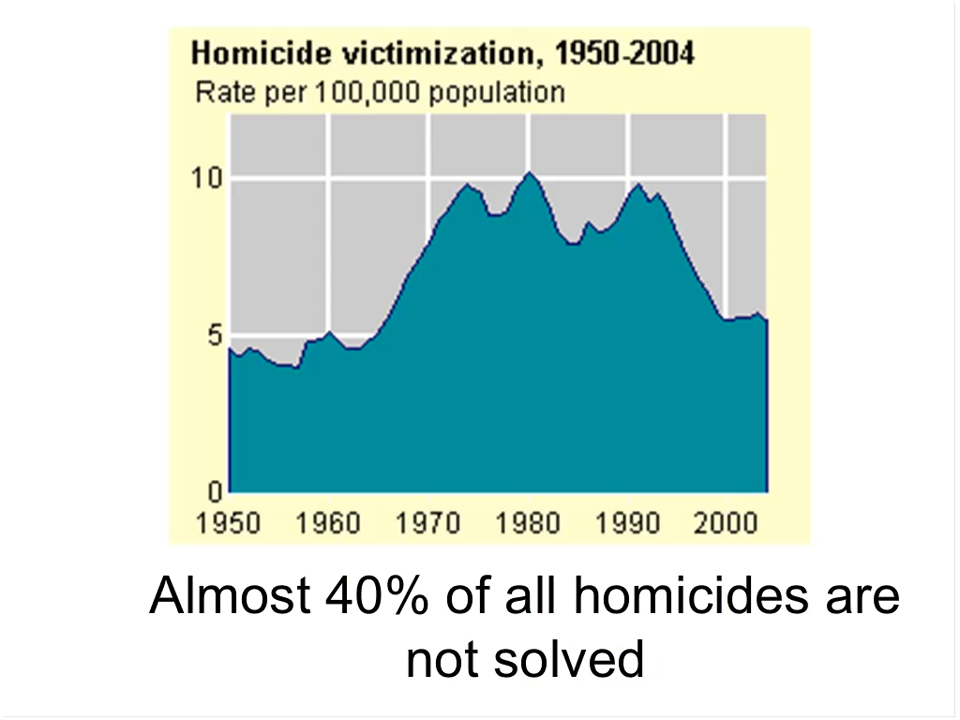 Homicide victimization, 1950-2004
Rate per 100,000 population
10
5
0
1950 1960 1970 1980 1990 2000
Almost 40% of all homicides are
not solved